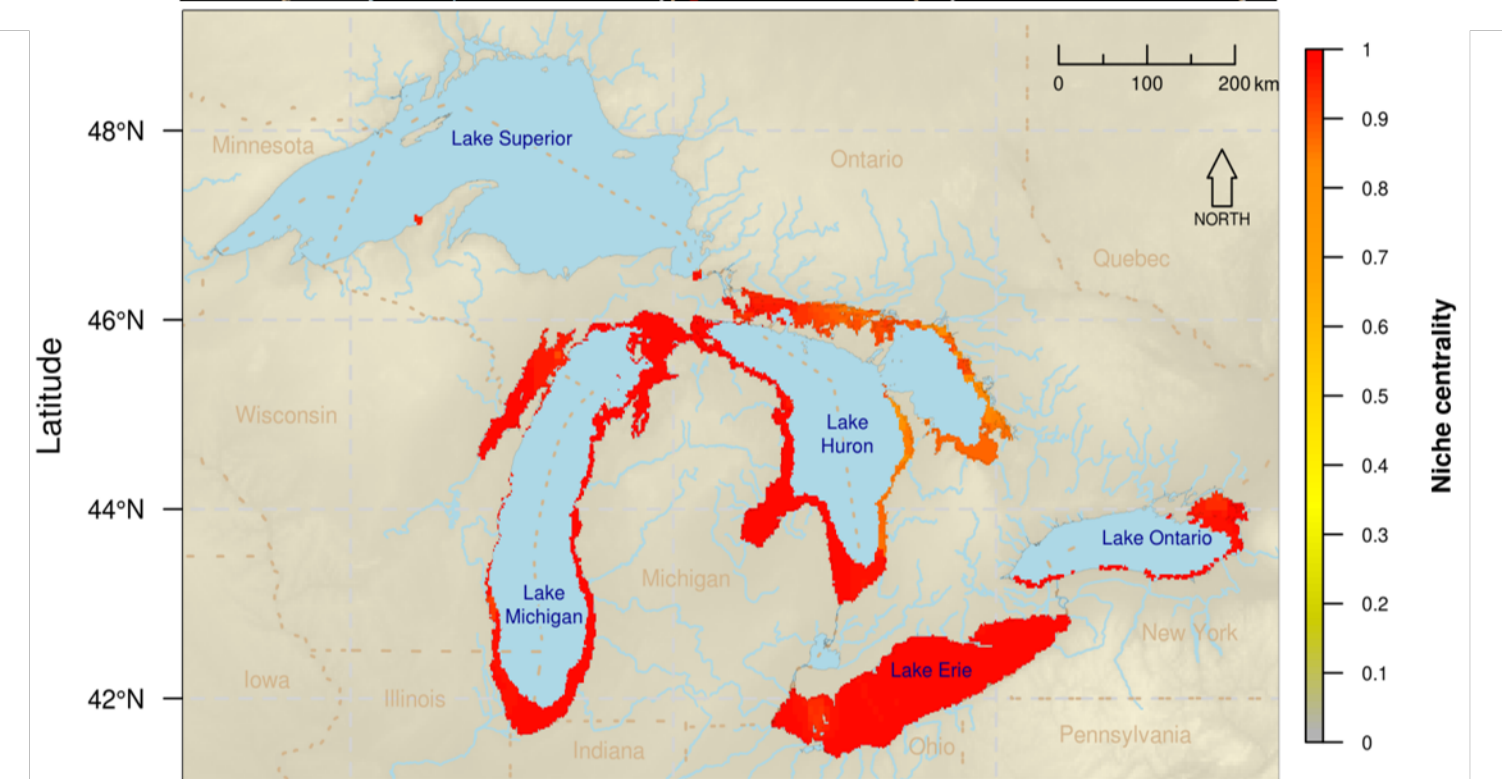 0 100 200 km
1
48°N
0.9
Lake Superior
Minnesota
Ontario
0.8
NORTH
0.7
Quebec
46°N
0.6
Latitude
Niche centrality
Wisconsin
0.5
Lake
Huron
0.4
44°N
0.3
Lake Ontario
Michigan
Lake
Michigan
0.2
New York
Lake Erie
Iowa
0.1
42°N
Illinois
Pennsylvania
Indiana
Ohio
0